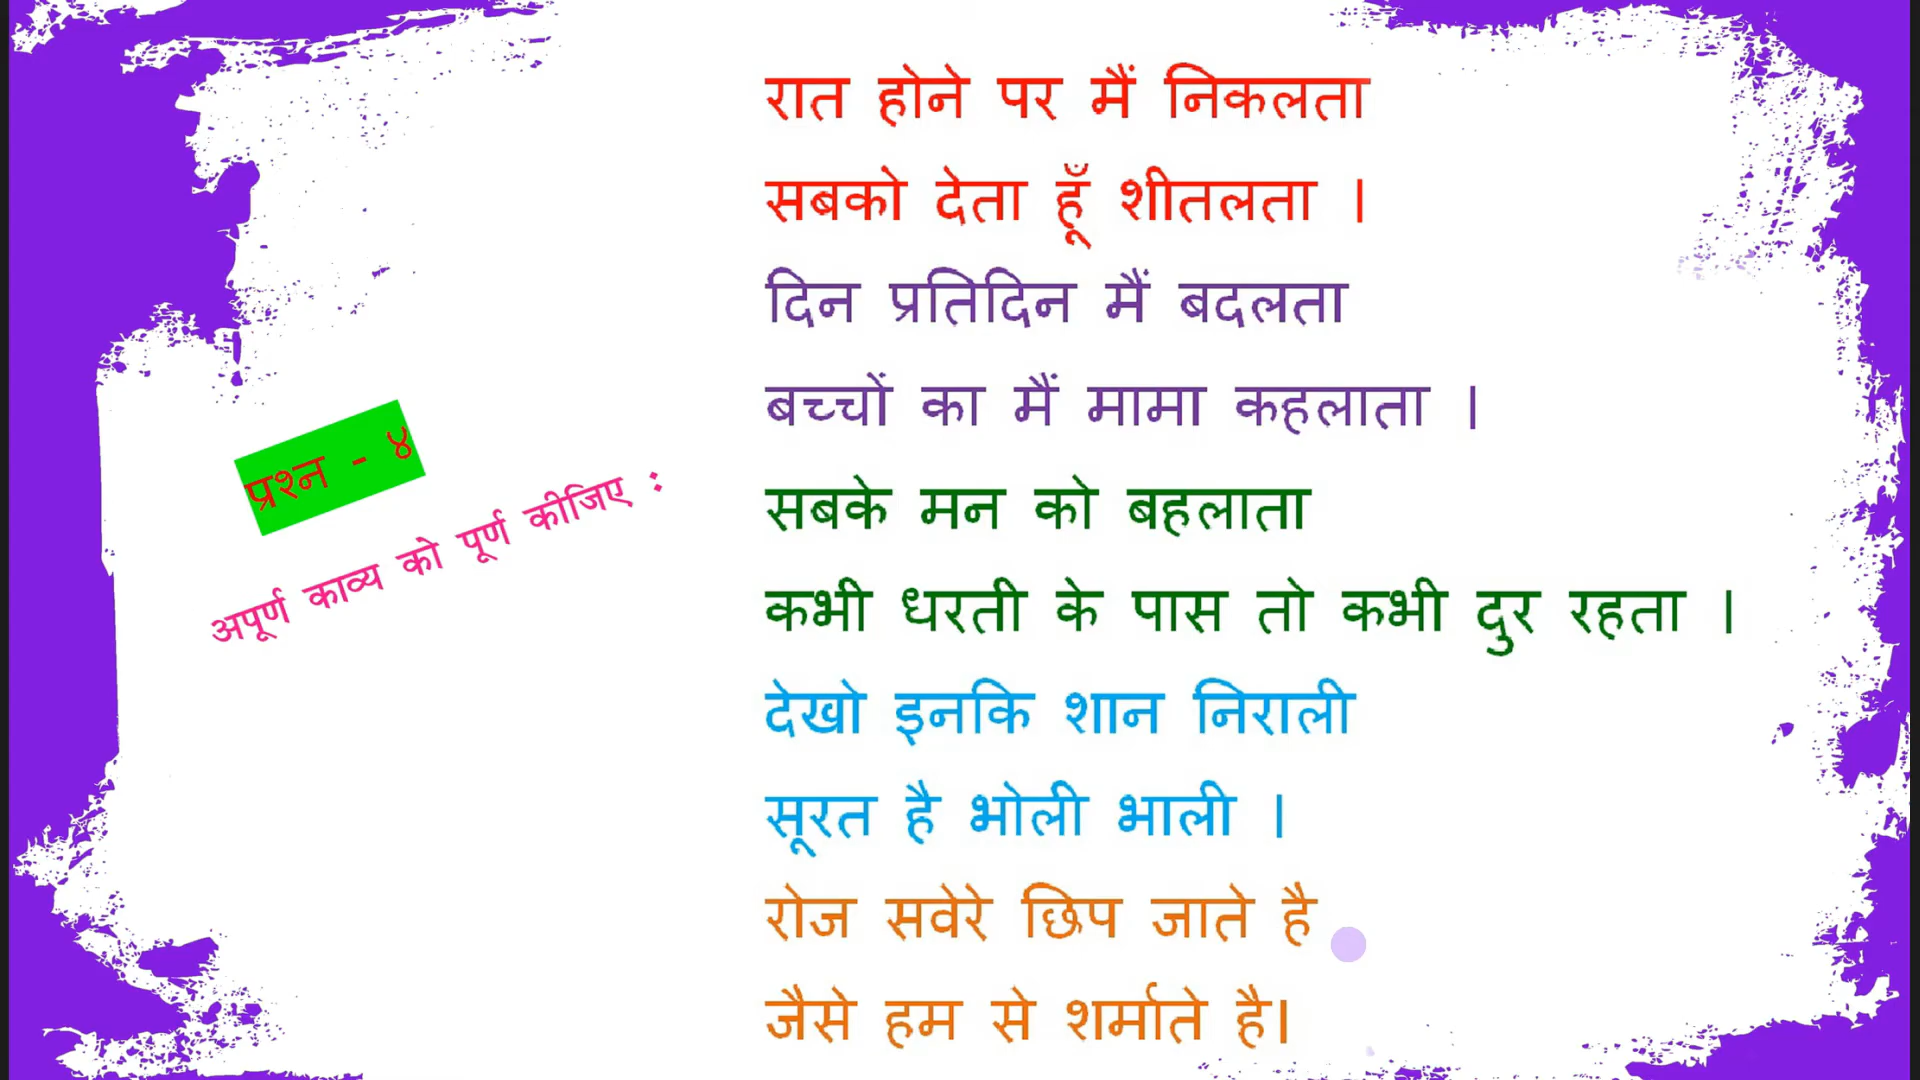 प्रश्न - ४
अपूर्ण काव्य को पूर्ण कीजिए :
रात होने पर मैं निकलता
सबको देता हूँ शीतलता ।
दिन प्रतिदिन मैं बदलता
बच्चों का मैं मामा कहलाता ।
सबके मन को बहलाता
कभी धरती के पास तो कभी दुर रहता ।
देखो इनकि शान निराली
सूरत है भोली भाली ।
रोज सवेरे छिप जाते है
जैसे हम से शर्माते है।